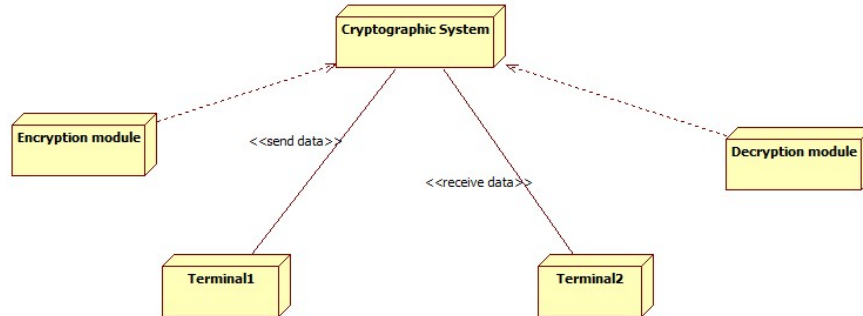 Cryptographic System
Encryption module
<<send data>>
Decryption module
<<receive data>>
Terminal1
Terminal2